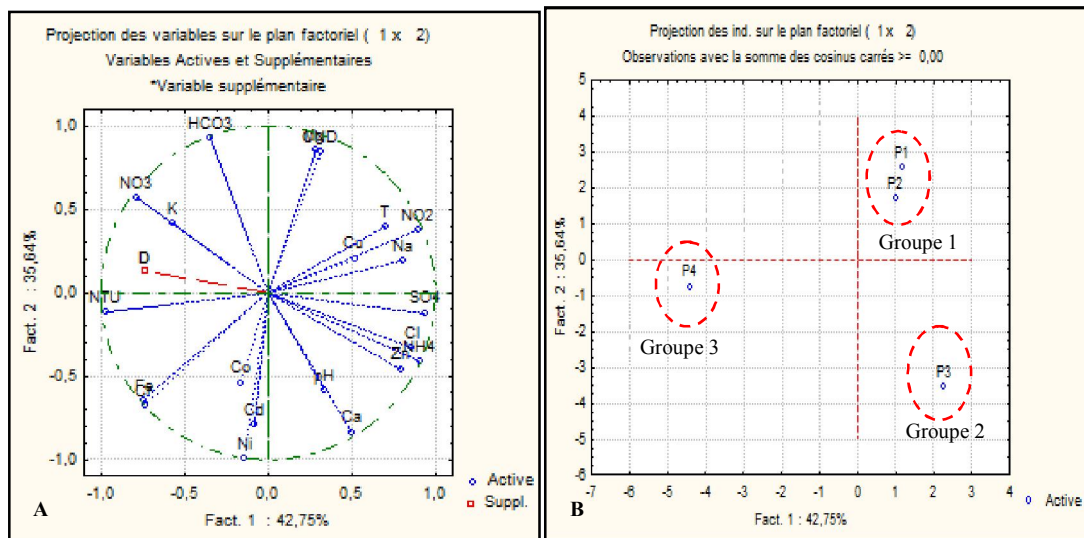 Projection des variables sur le plan factoriel ( 1 x 2)
Variables Actives et Supplémentaires
*Variable supplémentaire
HCO3
NO3
K
T
NO2
Cu
Na
D
NTU
SO4
Cl
NH4
Zn
Co
pH
Fe
Cd
Ca
Ni
1,0
0,5
0,0
-0,5
-1,0
-1,0 -0,5 0,0 0,5 1,0
Fact. 2 : 35,64%
Fact. 1 : 42,75%
Active
Suppl.
A
Projection des ind. sur le plan factoriel ( 1 x 2)
Observations avec la somme des cosinus carrés >= 0,00
5
4
3
2
1
0
-1
-2
-3
-4
-5
-6
P1
P2
Groupe 1
P4
Groupe 3
P3
Groupe 2
-7 -6 -5 -4 -3 -2 -1 0 1 2 3 4
Fact. 2 : 35,64%
Fact. 1 : 42,75%
Active
B